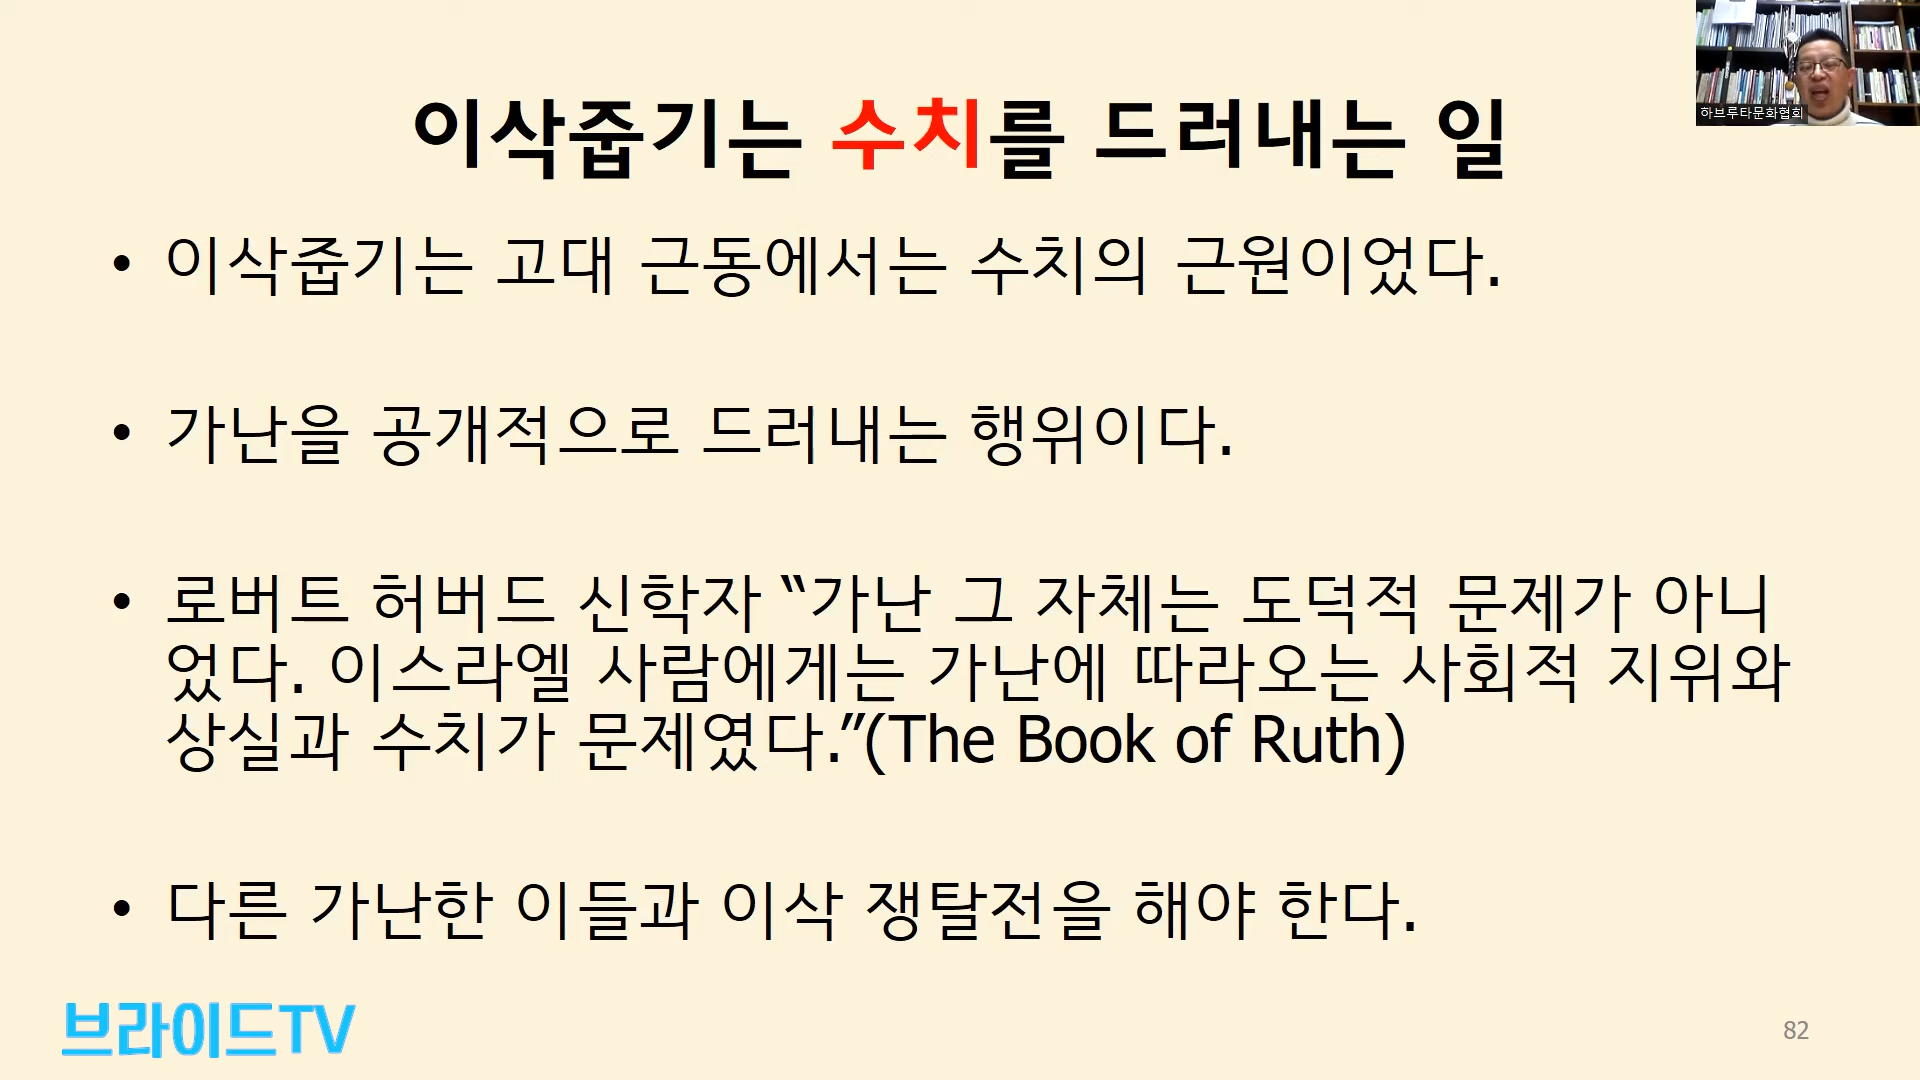 이삭줍기는 수치를 드러내는 일
하브루타문화협회
• 이삭줍기는 고대 근동에서는 수치의 근원이었다.
• 가난을 공개적으로 드러내는 행위이다.
• 로버트 허버드 신학자 “가난 그 자체는 도덕적 문제가 아니
었다. 이스라엘 사람에게는 가난에 따라오는 사회적 지위와
상실과 수치가 문제였다.”(The Book of Ruth)
• 다른 가난한 이들과 이삭 쟁탈전을 해야 한다.
브라이드TV
82